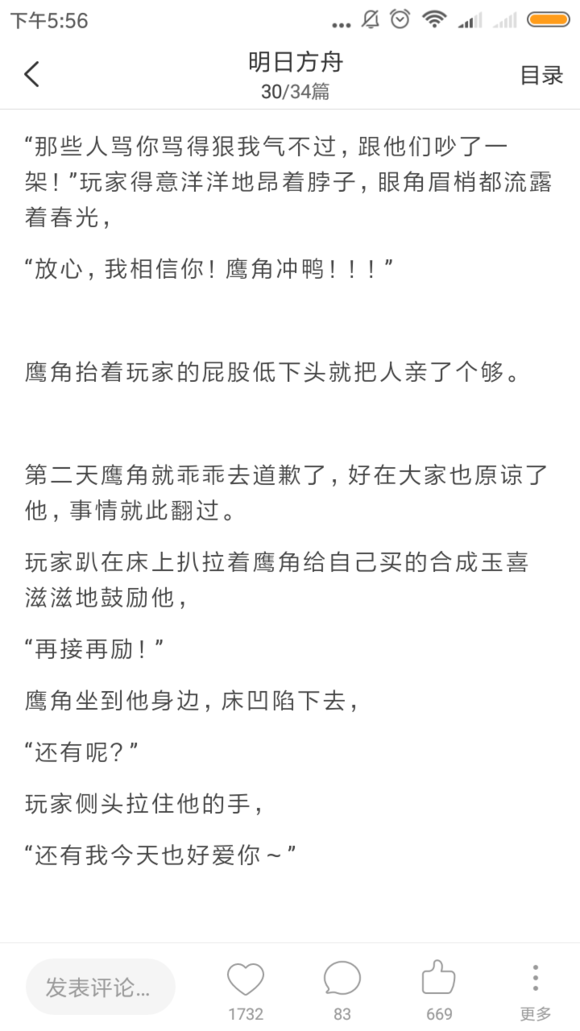 下午5:56
明日方舟
目录
30/34篇
“那些人骂你骂得狠我气不过，跟他们吵了一
架！”玩家得意洋洋地昂着脖子，眼角眉梢都流露
着春光，
“放心，我相信你！鹰角冲鸭！！！”
鹰角抬着玩家的屁股低下头就把人亲了个够。
第二天鹰角就乖乖去道歉了，好在大家也原谅了
他，事情就此翻过。
玩家趴在床上扒拉着鹰角给自己买的合成玉喜
滋滋地鼓励他，
“再接再励！”
鹰角坐到他身边，床凹陷下去，
“还有呢？”
玩家侧头拉住他的手，
“还有我今天也好爱你～”
发表评论...
1732
83
669
更多